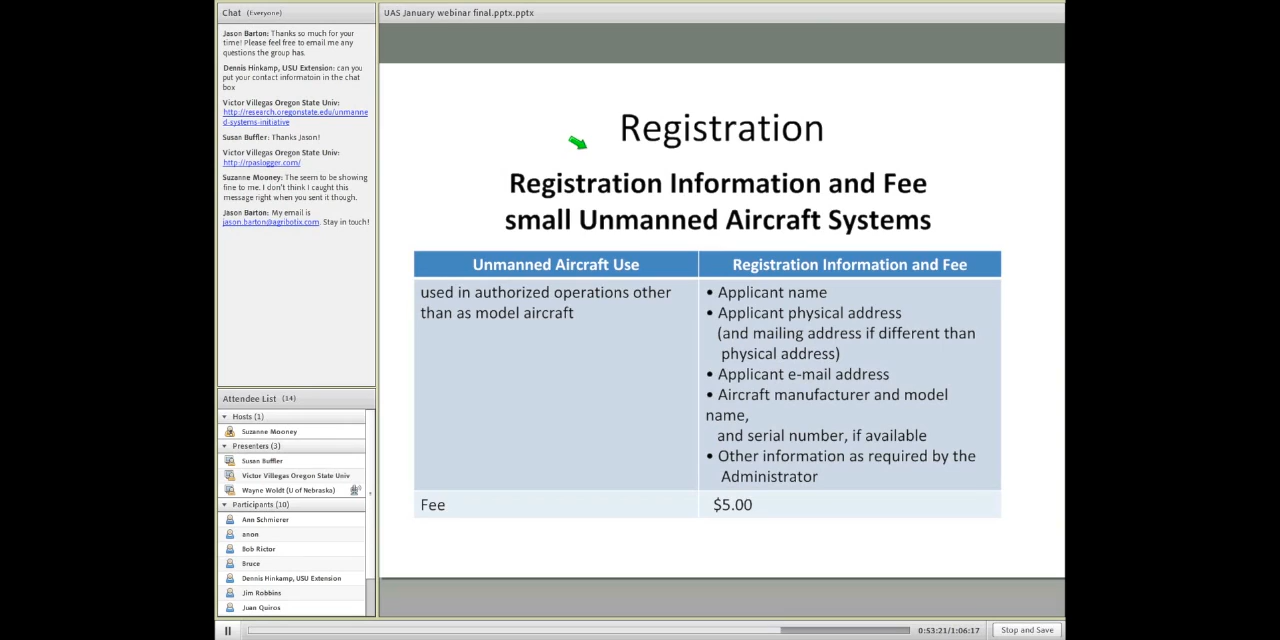 Chat (Everyone)
Jason Barton: Thanks so much for your
time! Please feel free to email me any
questions the group has.
Dennis Hinkamp, USU Extension: can you
put your contact informatoin in the chat
box
Victor Villegas Oregon State Univ:
http://research.oregonstate.edu/unmanne
d-systems-initiative
Susan Buffler: Thanks Jason!
Victor Villegas Oregon State Univ:
http://rpaslogger.com/
Suzanne Mooney: The seem to be showing
fine to me. I don't think I caught this
message right when you sent it though.
Jason Barton: My email is
jason.barton@agribotix.com. Stay in touch!
Attendee List (14)
Hosts (1)
Suzanne Mooney
Presenters (3)
Susan Buffler
Victor Villegas Oregon State Univ
Wayne Woldt (U of Nebraska)
Participants (10)
Ann Schmierer
anon
Bob Rictor
Bruce
Dennis Hinkamp, USU Extension
Jim Robbins
Juan Quiros
UAS January webinar final.pptx.pptx
Registration
Registration Information and Fee
small Unmanned Aircraft Systems
Unmanned Aircraft Use
Registration Information and Fee
used in authorized operations other
than as model aircraft
• Applicant name
• Applicant physical address
(and mailing address if different than
physical address)
• Applicant e-mail address
• Aircraft manufacturer and model
name,
and serial number, if available
• Other information as required by the
Administrator
Fee
$5.00
0:53:21/1:06:17
Stop and Save